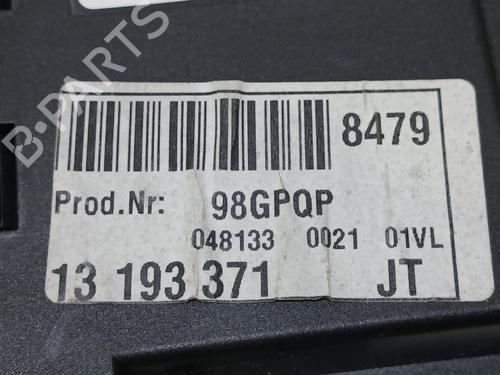 8479
Prod.Nr: 98GPQP
048133 0021 01VL
13 193 371 JT
B-PARTS